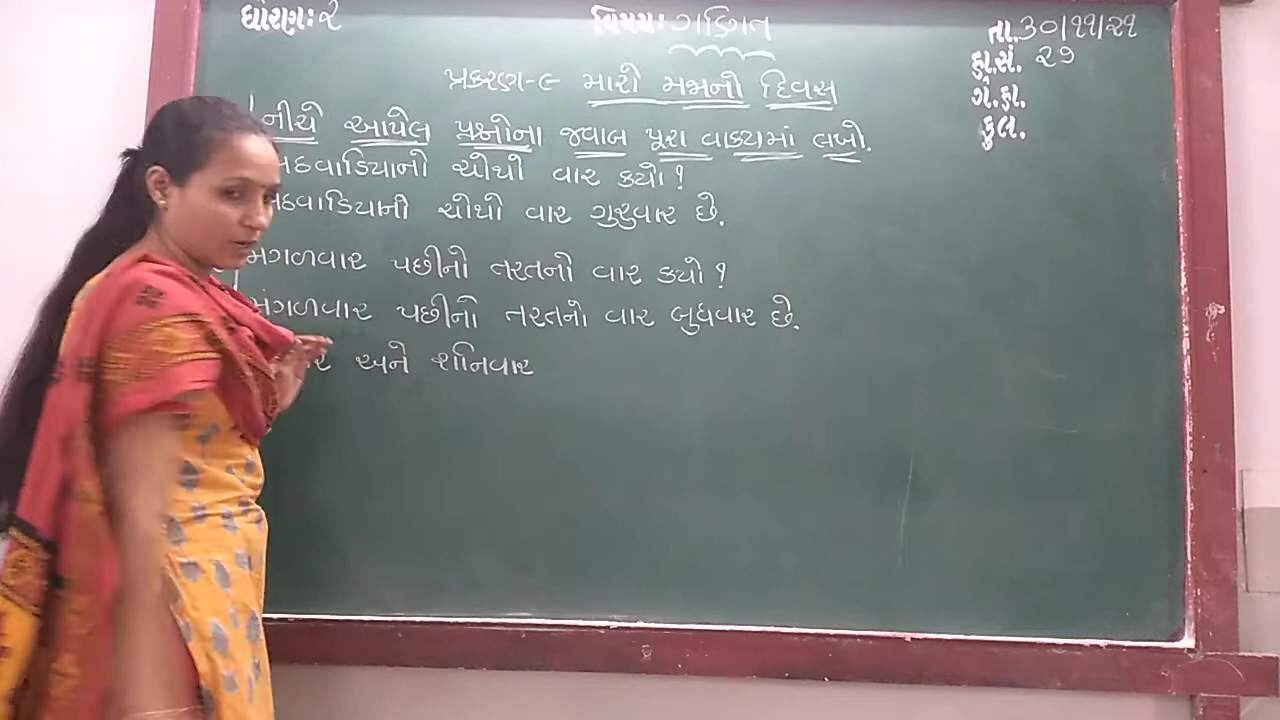 ધોરણ: ૨
વિષય: ગણિત
તા. ૩૦/૧૧/૨૧
હા.સં. ૨૭
ગે.હા.
કુલ.
પ્રકરણ-૯ મારો મજાનો દિવસ
નીચે આપેલ પ્રશ્નોના જવાબ પૂરા વાક્યમાં લખો.
અઠવાડિયાનો ચોથો વાર કયો ?
અઠવાડિયાનો ચોથો વાર ગુરુવાર છે.
મંગળવાર પછીનો તરતનો વાર કયો ?
મંગળવાર પછીનો તરતનો વાર બુધવાર છે.
અને શનિવાર